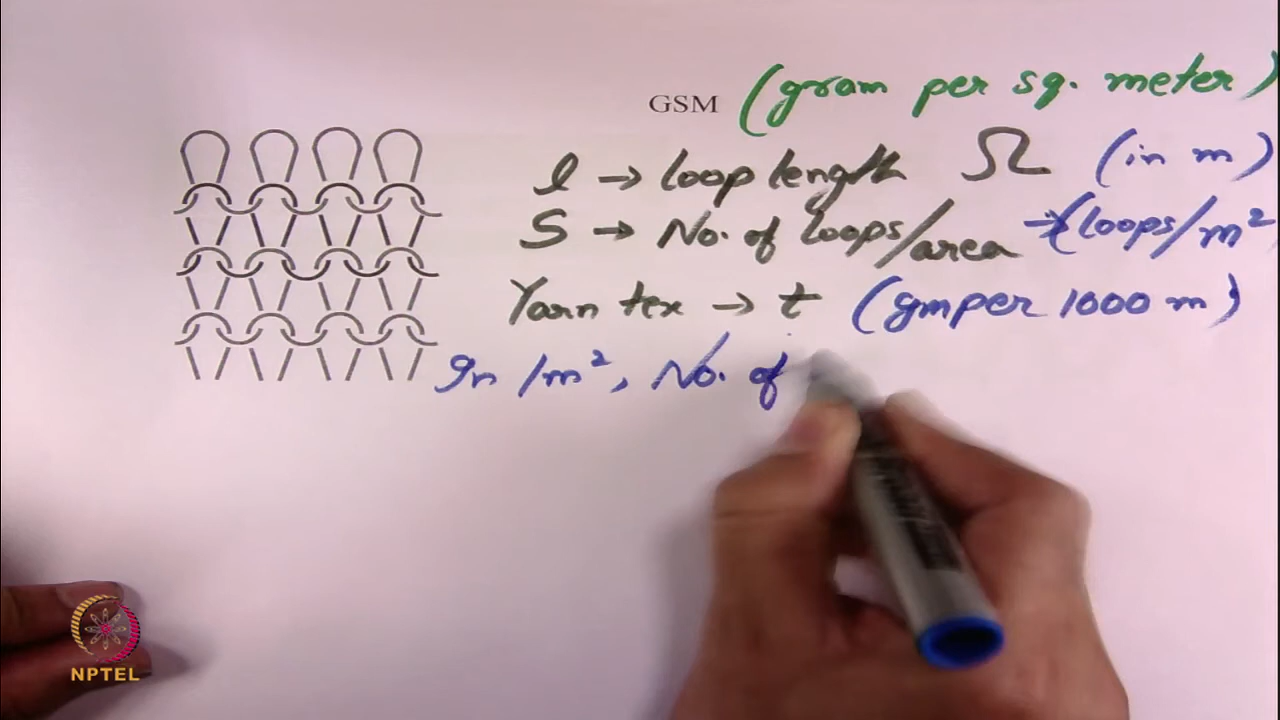 GSM (gram per sq. meter)
l → loop length Ω (in m)
S → No. of loops/area → (loops/m²
Yarn tex → t (gm per 1000 m)
In /m², No. of
NPTEL